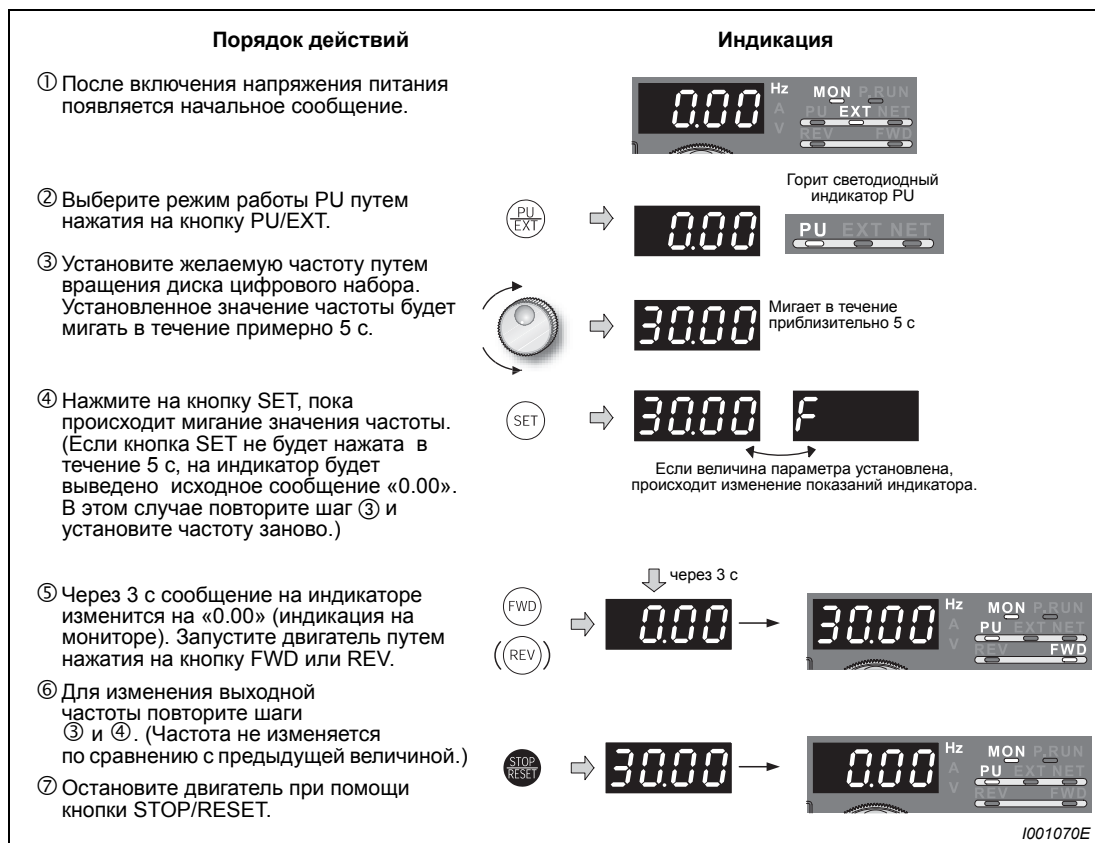 Порядок действий
Индикация
① После включения напряжения питания
появляется начальное сообщение.
0.00
Hz
A
V
MON P.RUN
PU EXT NET
REV FWD
② Выберите режим работы PU путем
нажатия на кнопку PU/EXT.
PU
EXT
0.00
Горит светодиодный
индикатор PU
PU EXT NET
③ Установите желаемую частоту путем
вращения диска цифрового набора.
Установленное значение частоты будет
мигать в течение примерно 5 с.
30.00
Мигает в течение
приблизительно 5 с
④ Нажмите на кнопку SET, пока
происходит мигание значения частоты.
(Если кнопка SET не будет нажата в
течение 5 с, на индикатор будет
выведено исходное сообщение «0.00».
В этом случае повторите шаг ③ и
установите частоту заново.)
SET
30.00
F
Если величина параметра установлена,
происходит изменение показаний индикатора.
⑤ Через 3 с сообщение на индикаторе
изменится на «0.00» (индикация на
мониторе). Запустите двигатель путем
нажатия на кнопку FWD или REV.
FWD
(REV)
через 3 с
0.00
30.00
Hz
A
V
MON P.RUN
PU EXT NET
REV FWD
⑥ Для изменения выходной
частоты повторите шаги
③ и ④. (Частота не изменяется
по сравнению с предыдущей величиной.)
⑦ Остановите двигатель при помощи
кнопки STOP/RESET.
STOP
RESET
30.00
0.00
Hz
A
V
MON P.RUN
PU EXT NET
REV FWD
I001070E